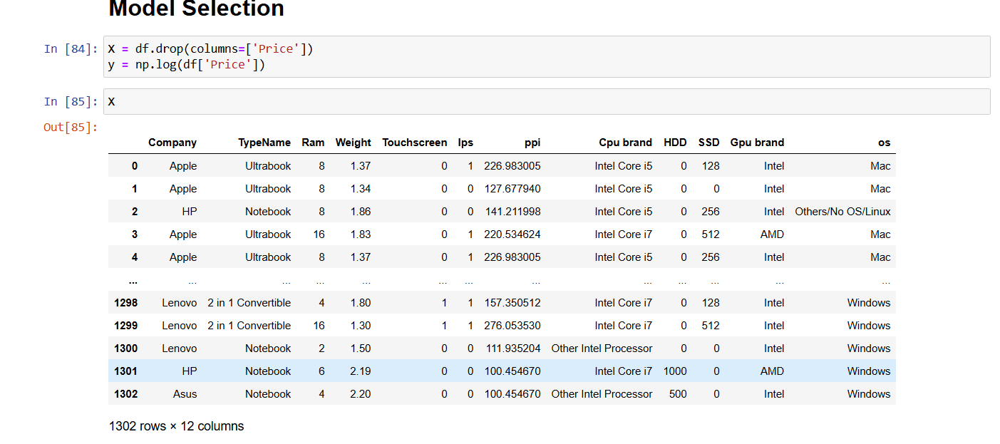 Model Selection
In [84]: X = df.drop(columns=['Price'])
y = np.log(df['Price'])
In [85]: X
Out[85]:
Company TypeName Ram Weight Touchscreen Ips ppi Cpu brand HDD SSD Gpu brand os
0 Apple Ultrabook 8 1.37 0 1 226.983005 Intel Core i5 0 128 Intel Mac
1 Apple Ultrabook 8 1.34 0 0 127.677940 Intel Core i5 0 0 Intel Mac
2 HP Notebook 8 1.86 0 0 141.211998 Intel Core i5 0 256 Intel Others/No OS/Linux
3 Apple Ultrabook 16 1.83 0 1 220.534624 Intel Core i7 0 512 AMD Mac
4 Apple Ultrabook 8 1.37 0 1 226.983005 Intel Core i5 0 256 Intel Mac
... ... ... ... ... ... ... ... ... ... ... ... ...
1298 Lenovo 2 in 1 Convertible 4 1.80 1 1 157.350512 Intel Core i7 0 128 Intel Windows
1299 Lenovo 2 in 1 Convertible 16 1.30 1 1 276.053530 Intel Core i7 0 512 Intel Windows
1300 Lenovo Notebook 2 1.50 0 0 111.935204 Other Intel Processor 0 0 Intel Windows
1301 HP Notebook 6 2.19 0 0 100.454670 Intel Core i7 1000 0 AMD Windows
1302 Asus Notebook 4 2.20 0 0 100.454670 Other Intel Processor 500 0 Intel Windows
1302 rows × 12 columns